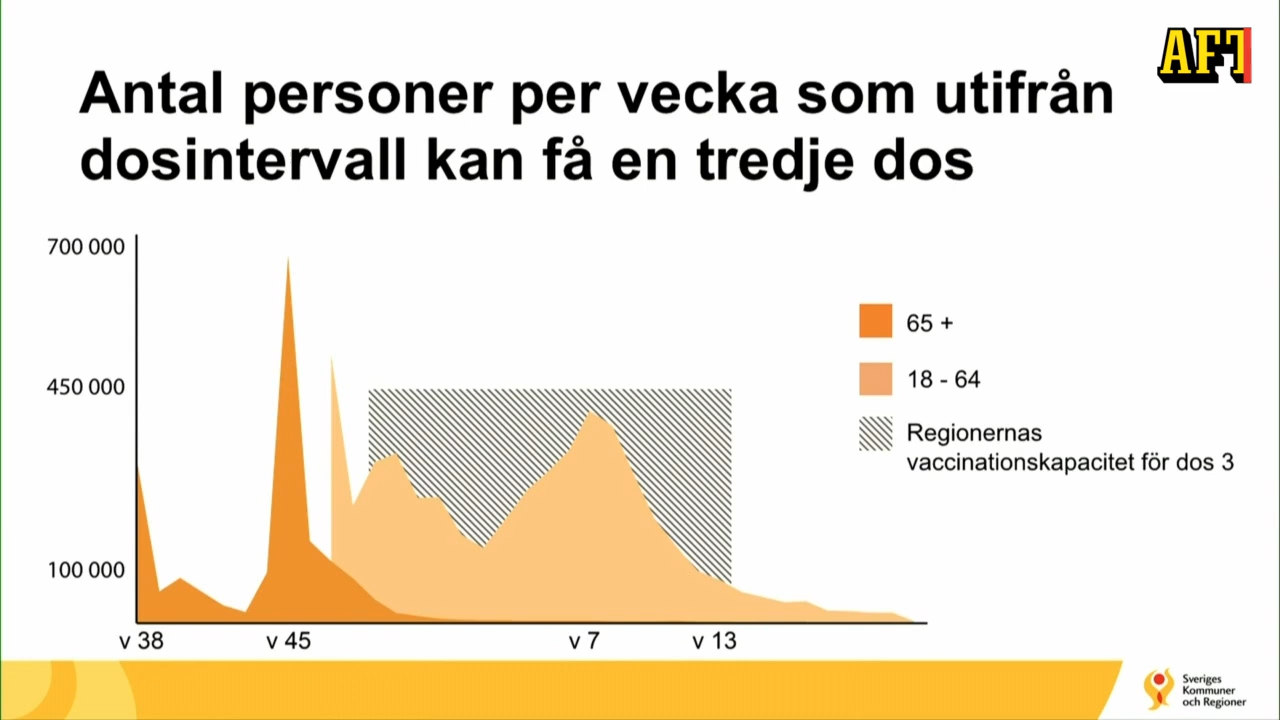 AFT
Antal personer per vecka som utifrån
dosintervall kan få en tredje dos
700 000
450 000
100 000
v 38
v 45
v 7
v 13
65 +
18 - 64
Regionernas
vaccinationskapacitet för dos 3
Sveriges
Kommuner
och Regioner